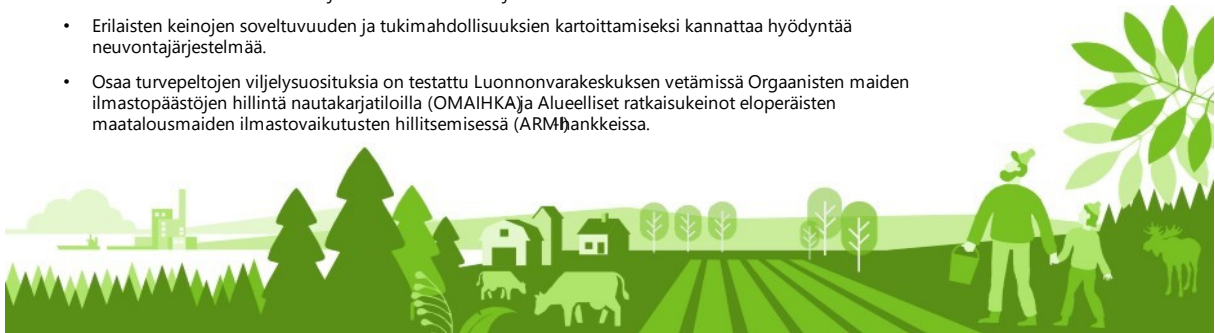 • Erilaisten keinojen soveltuvuuden ja tukimahdollisuuksien kartoittamiseksi kannattaa hyödyntää
neuvontajärjestelmää.
• Osaa turvepeltojen viljelysuosituksia on testattu Luonnonvarakeskuksen vetämissä Orgaanisten maiden
ilmastopäästöjen hillintä nautakarjatiloilla (OMAIHKA)ja Alueelliset ratkaisukeinot eloperäisten
maatalousmaiden ilmastovaikutusten hillitsemisessä (ARMI)-hankkeissa.